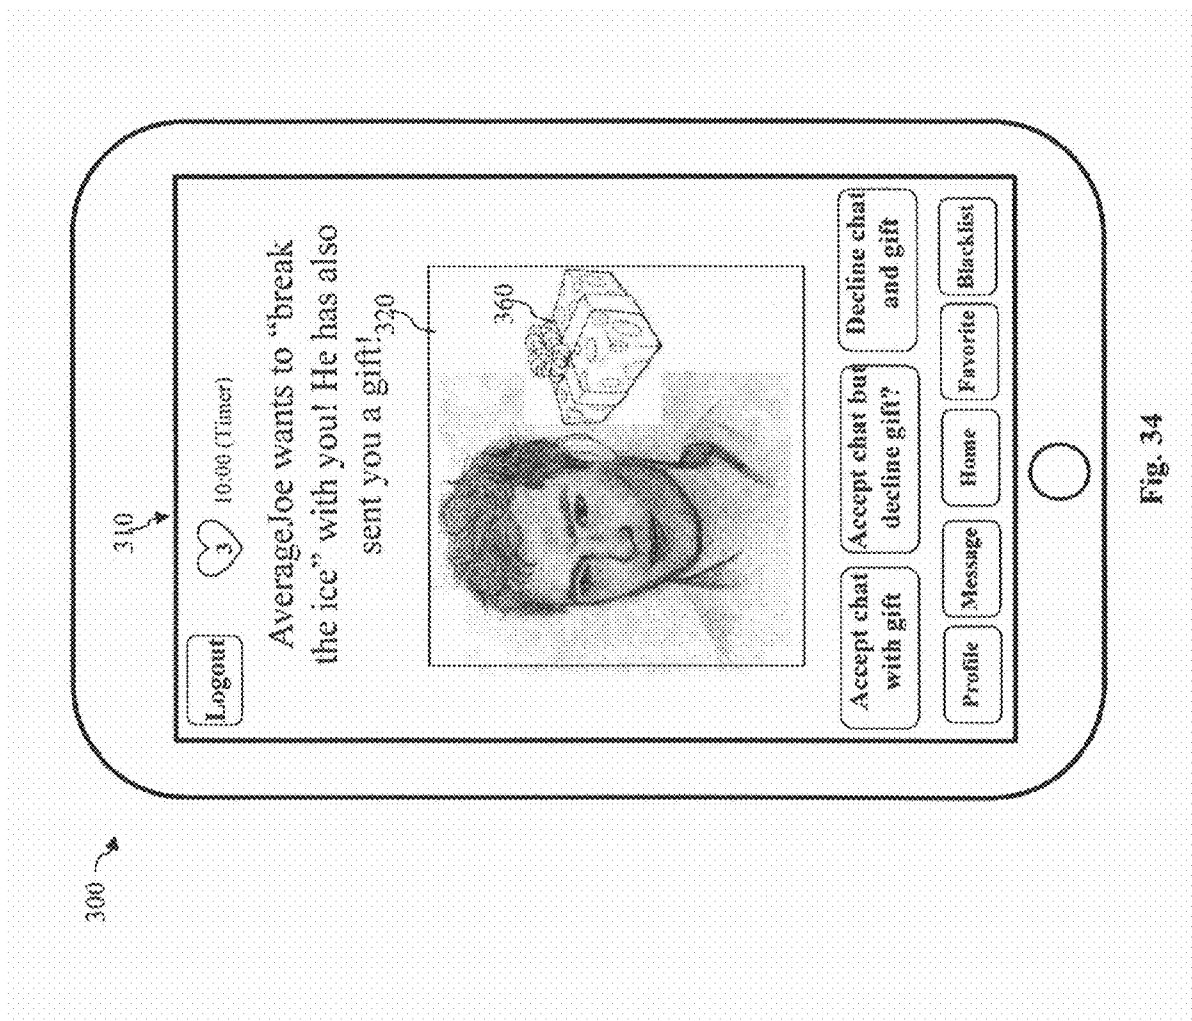 300
310
Logout
3
10:00 (Timer)
AverageJoe wants to “break
the ice” with you! He has also
sent you a gift!
320
360
Accept chat
with gift
Accept chat but
decline gift?
Decline chat
and gift
Profile
Message
Home
Favorite
Blacklist
Fig. 34